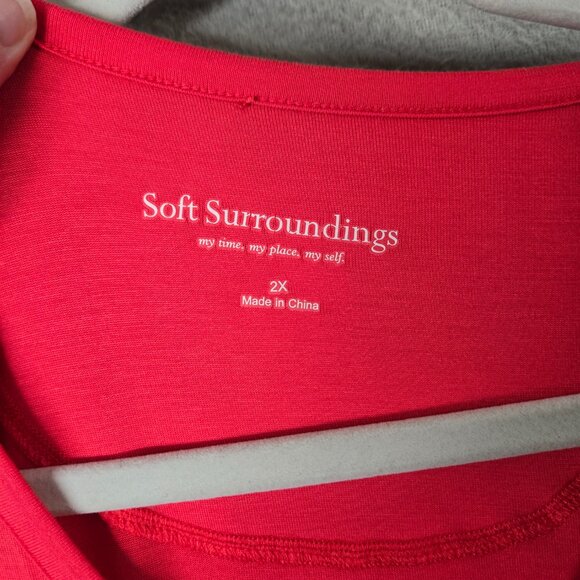 Soft Surroundings
my time. my place. my self.
2X
Made in China